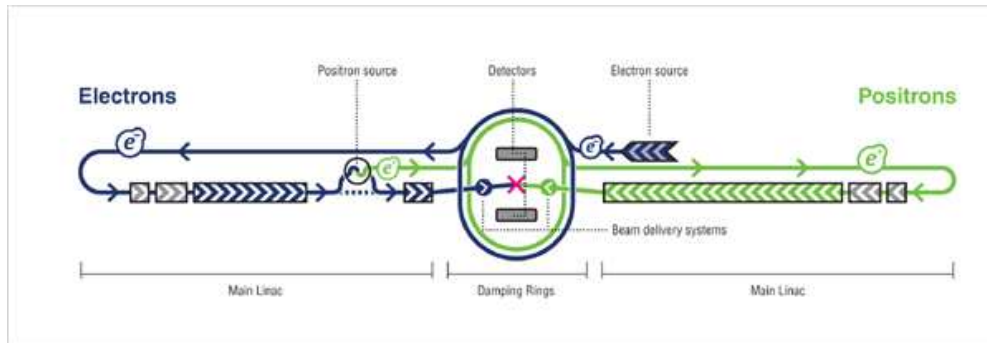 Positron source
Detectors
Electron source
Electrons
Positrons
e⁻
e⁻
e⁺
e⁺
Beam delivery systems
Main Linac
Damping Rings
Main Linac